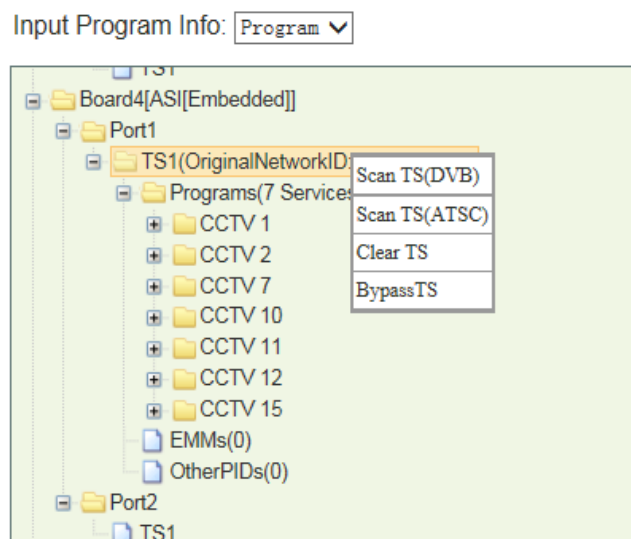 Input Program Info: Program
TS1
Board4[ASI[Embedded]]
Port1
TS1(OriginalNetworkID:
Scan TS(DVB)
Programs(7 Services
Scan TS(ATSC)
CCTV 1
CCTV 2
Clear TS
CCTV 7
BypassTS
CCTV 10
CCTV 11
CCTV 12
CCTV 15
EMMs(0)
OtherPIDs(0)
Port2
TS1